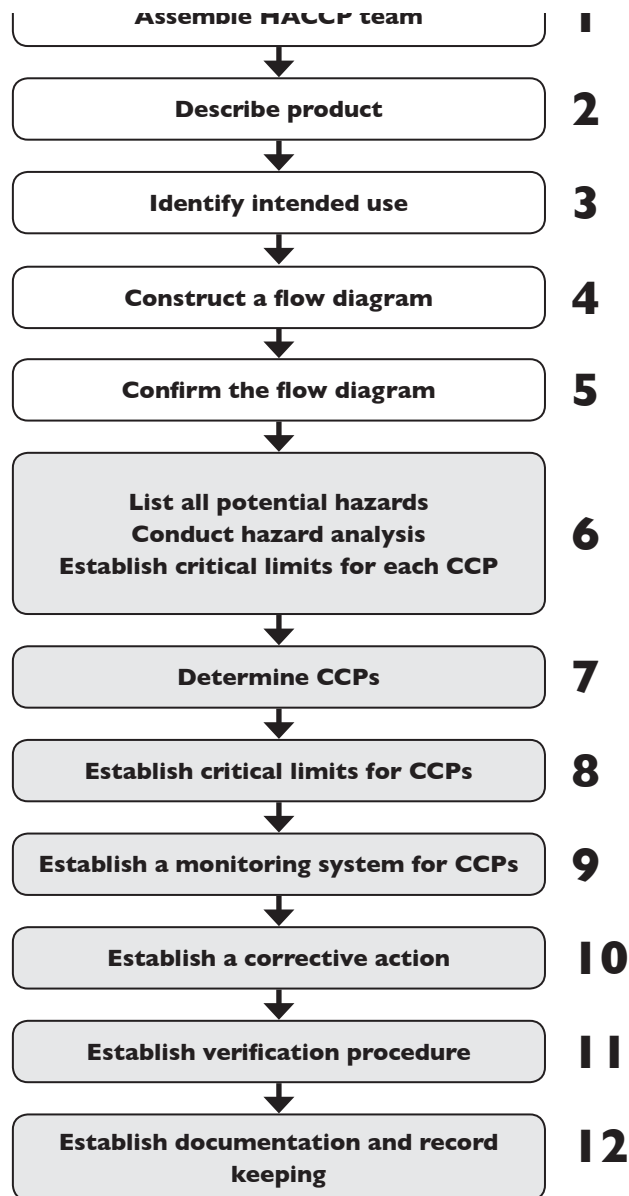 Assemble HACCP team
1
Describe product
2
Identify intended use
3
Construct a flow diagram
4
Confirm the flow diagram
5
List all potential hazards
Conduct hazard analysis
Establish critical limits for each CCP
6
Determine CCPs
7
Establish critical limits for CCPs
8
Establish a monitoring system for CCPs
9
Establish a corrective action
10
Establish verification procedure
11
Establish documentation and record
keeping
12